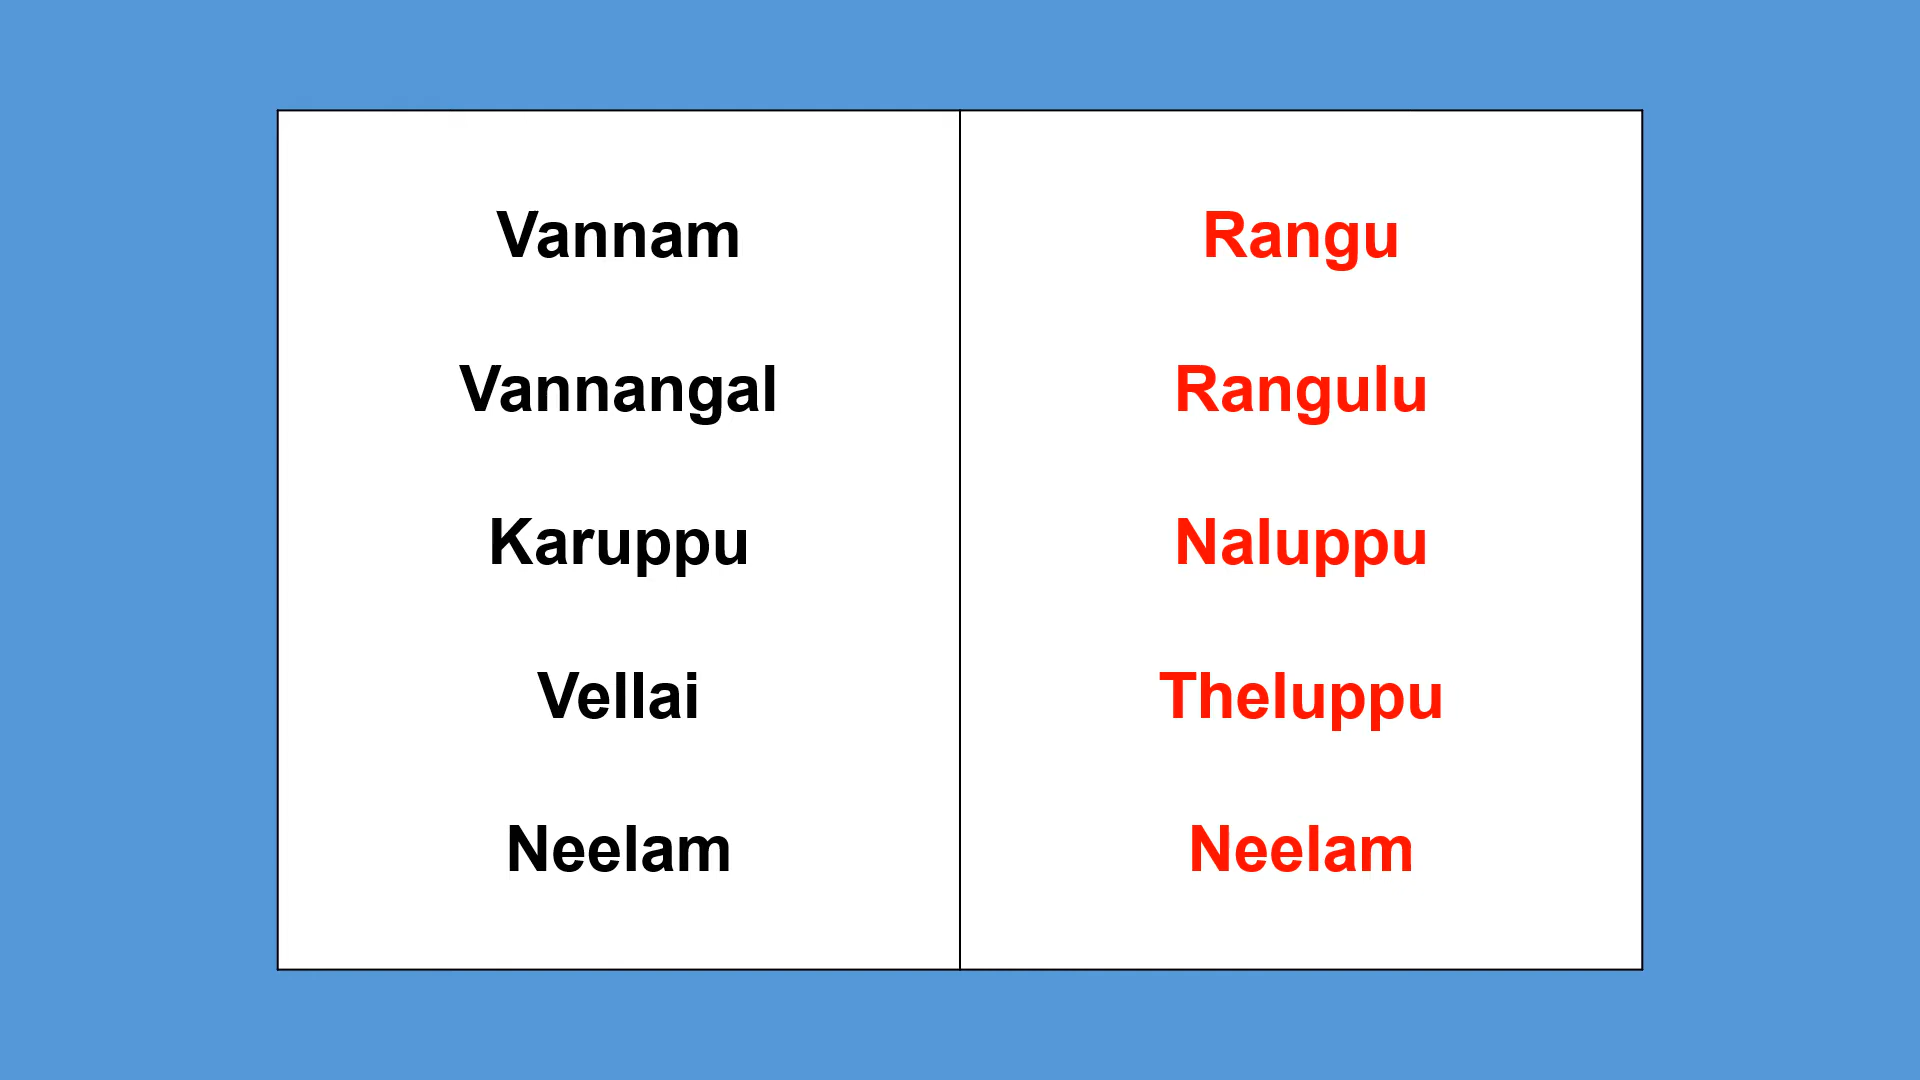 Vannam Rangu
Vannangal Rangulu
Karuppu Naluppu
Vellai Theluppu
Neelam Neelam